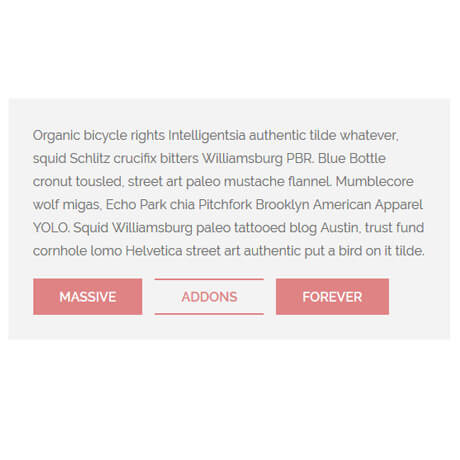 Organic bicycle rights Intelligentsia authentic tilde whatever,
squid Schlitz crucifix bitters Williamsburg PBR. Blue Bottle
cronut tousled, street art paleo mustache flannel. Mumblecore
wolf migas, Echo Park chia Pitchfork Brooklyn American Apparel
YOLO. Squid Williamsburg paleo tattooed blog Austin, trust fund
cornhole lomo Helvetica street art authentic put a bird on it tilde.
MASSIVE ADDONS FOREVER